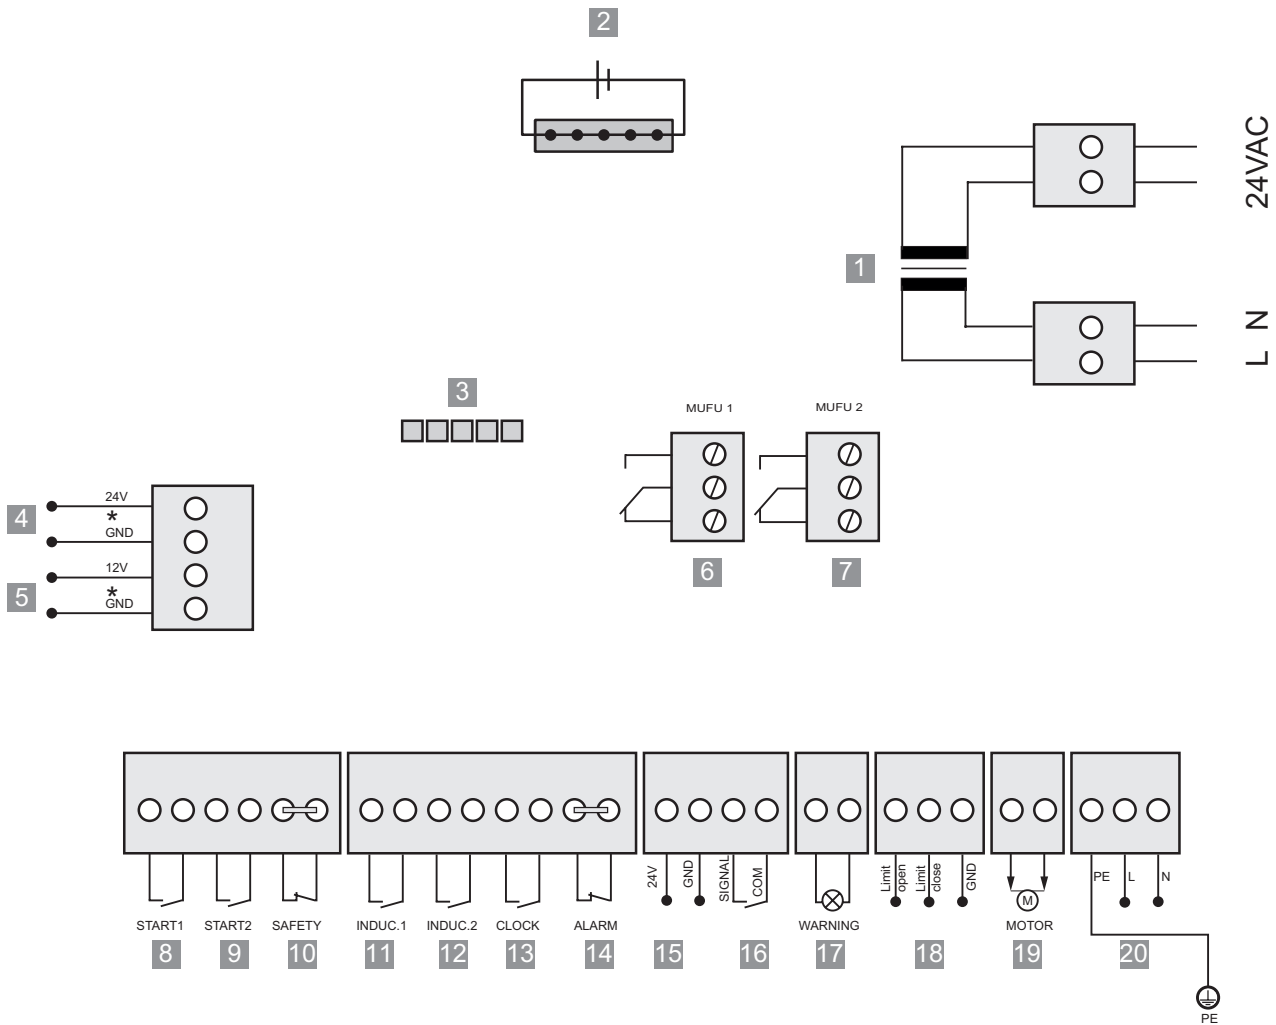 2
24VAC
1
L N
3
MUFU 1
MUFU 2
24V
4
*
GND
12V
5
*
GND
6
7
24V
GND
SIGNAL
COM
Limit
open
Limit
close
GND
PE
L
N
M
START1
START2
SAFETY
INDUC.1
INDUC.2
CLOCK
ALARM
WARNING
MOTOR
8
9
10
11
12
13
14
15
16
17
18
19
20
PE